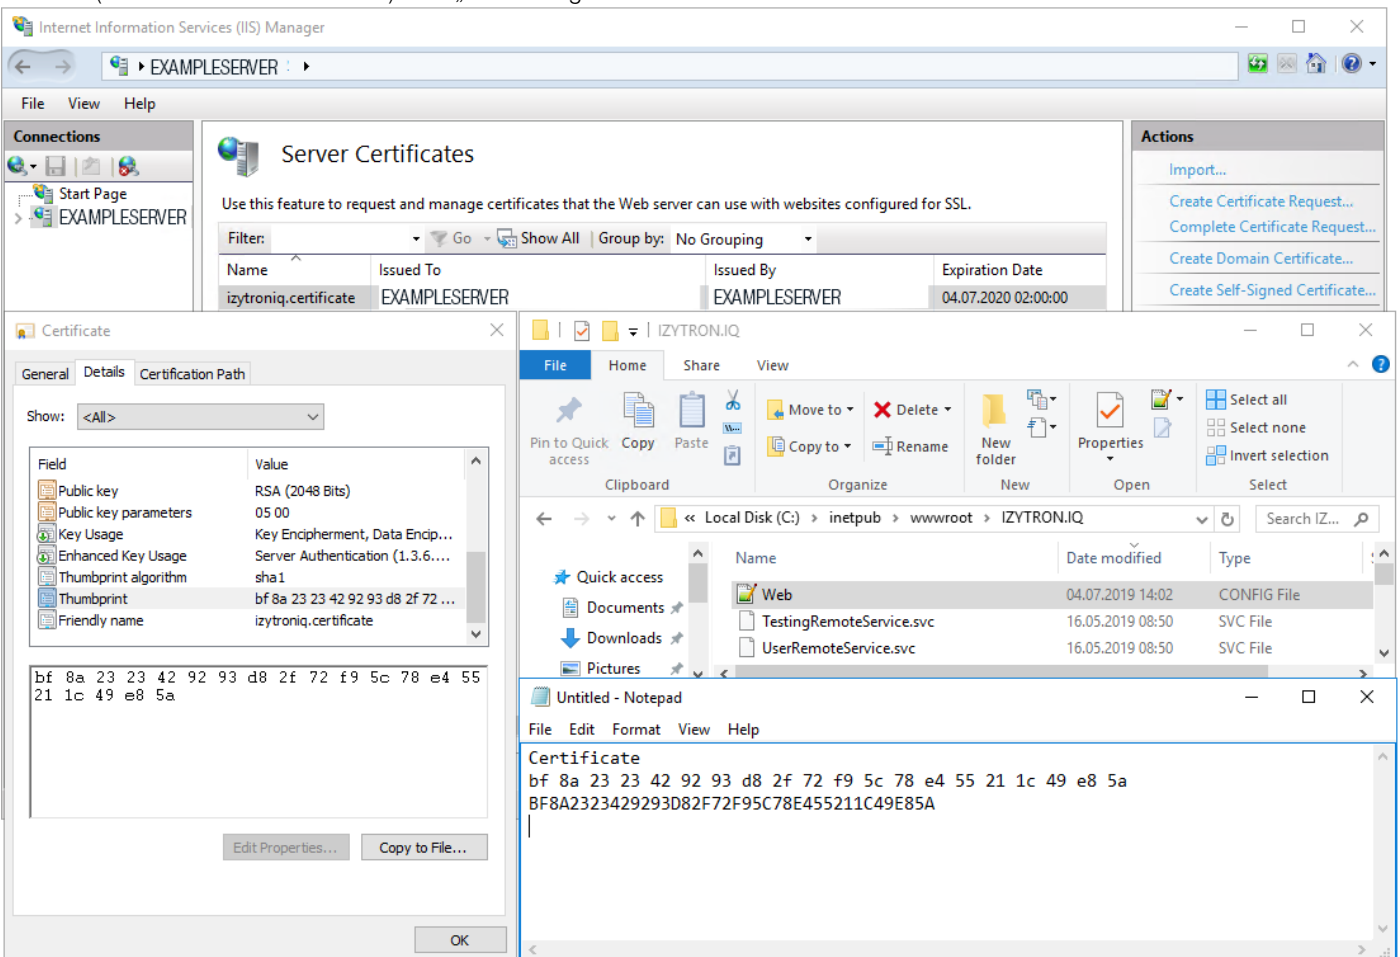 Internet Information Services (IIS) Manager
EXAMPLESERVER
File View Help
Connections
Start Page
EXAMPLESERVER
Server Certificates
Use this feature to request and manage certificates that the Web server can use with websites configured for SSL.
Filter: Go Show All Group by: No Grouping
Name Issued To Issued By Expiration Date
izytroniq.certificate EXAMPLESERVER EXAMPLESERVER 04.07.2020 02:00:00
Actions
Import...
Create Certificate Request...
Complete Certificate Request...
Create Domain Certificate...
Create Self-Signed Certificate...
Certificate
General Details Certification Path
Show: <All>
Field Value
Public key RSA (2048 Bits)
Public key parameters 05 00
Key Usage Key Encipherment, Data Encip...
Enhanced Key Usage Server Authentication (1.3.6....
Thumbprint algorithm sha1
Thumbprint bf 8a 23 23 42 92 93 d8 2f 72 ...
Friendly name izytroniq.certificate
bf 8a 23 23 42 92 93 d8 2f 72 f9 5c 78 e4 55
21 1c 49 e8 5a
Edit Properties... Copy to File...
OK
IZYTRON.IQ
File Home Share View
Pin to Quick access
Copy
Paste
Move to
Copy to
Delete
Rename
New folder
Properties
Select all
Select none
Invert selection
Clipboard Organize New Open Select
« Local Disk (C:) › inetpub › wwwroot › IZYTRON.IQ
Search IZ...
Quick access
Documents
Downloads
Pictures
Name Date modified Type
Web 04.07.2019 14:02 CONFIG File
TestingRemoteService.svc 16.05.2019 08:50 SVC File
UserRemoteService.svc 16.05.2019 08:50 SVC File
Untitled - Notepad
File Edit Format View Help
Certificate
bf 8a 23 23 42 92 93 d8 2f 72 f9 5c 78 e4 55 21 1c 49 e8 5a
BF8A2323429293D82F72F95C78E455211C49E85A